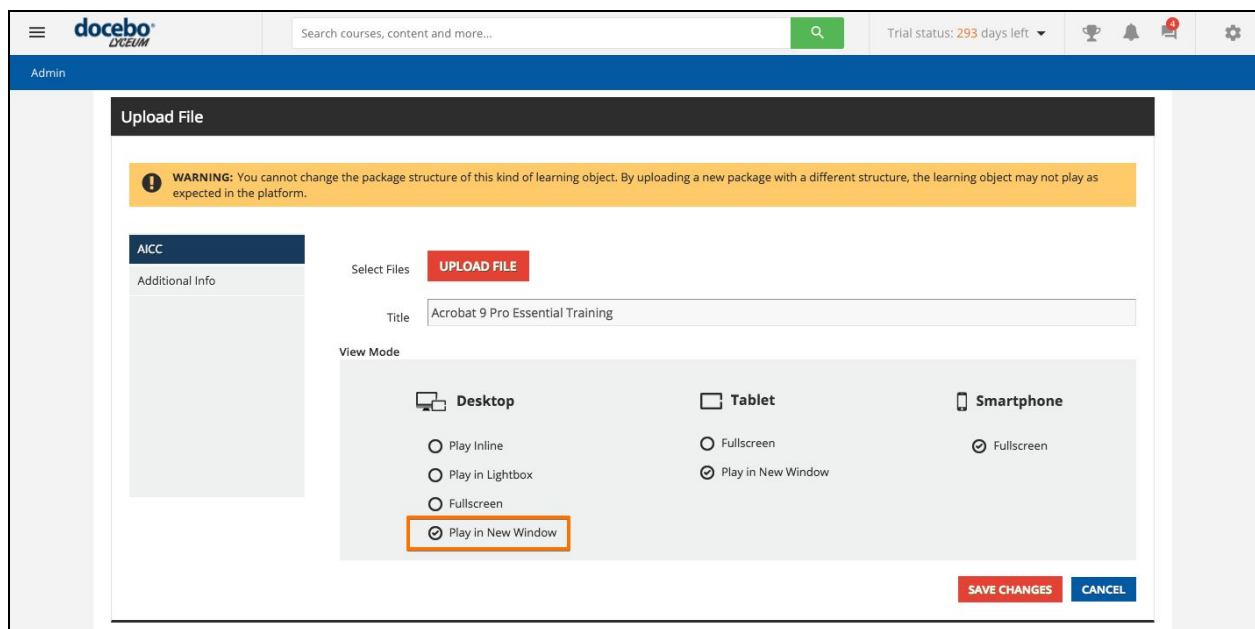 docebo
LYCEUM
Search courses, content and more...
Trial status: 293 days left
4
Admin
Upload File
WARNING: You cannot change the package structure of this kind of learning object. By uploading a new package with a different structure, the learning object may not play as
expected in the platform.
AICC
Additional Info
Select Files UPLOAD FILE
Title Acrobat 9 Pro Essential Training
View Mode
Desktop
Play Inline
Play in Lightbox
Fullscreen
Play in New Window
Tablet
Fullscreen
Play in New Window
Smartphone
Fullscreen
SAVE CHANGES CANCEL